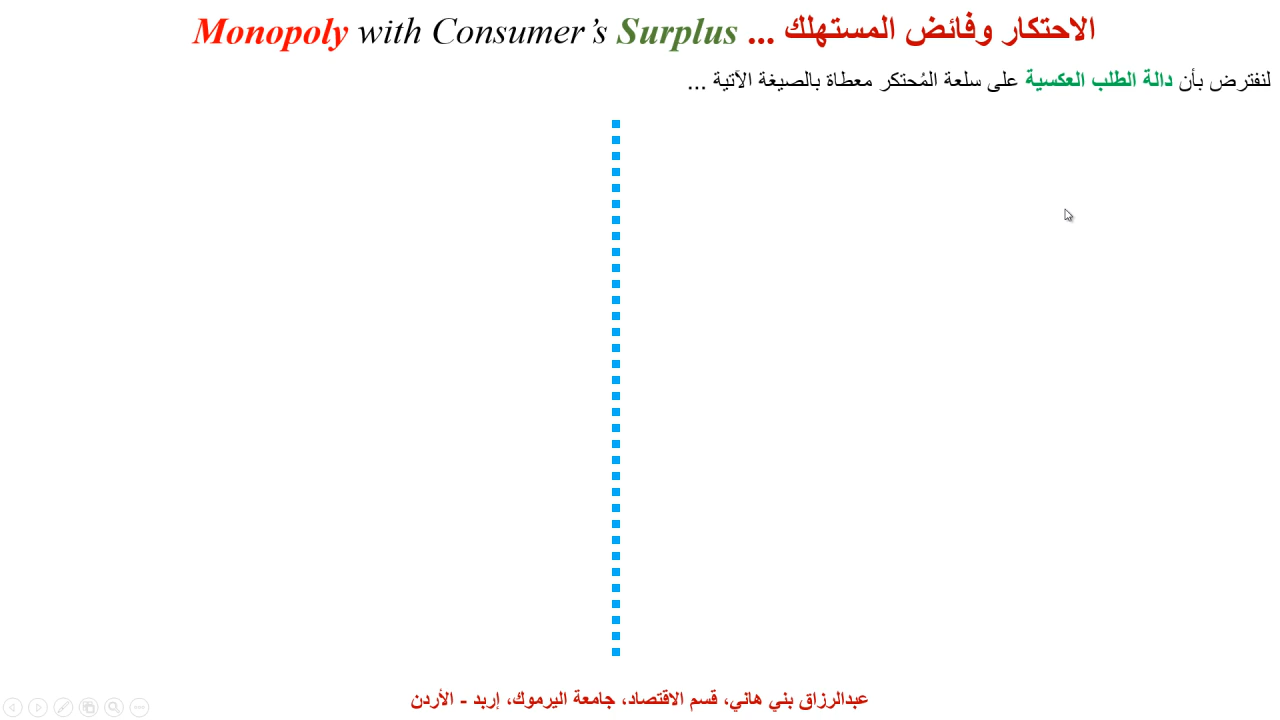 الاحتكار وفائض المستهلك ... Monopoly with Consumer’s Surplus
لنفترض بأن دالة الطلب العكسية على سلعة المُحتكر معطاة بالصيغة الآتية ...
عبدالرزاق بني هاني، قسم الاقتصاد، جامعة اليرموك، إربد - الأردن